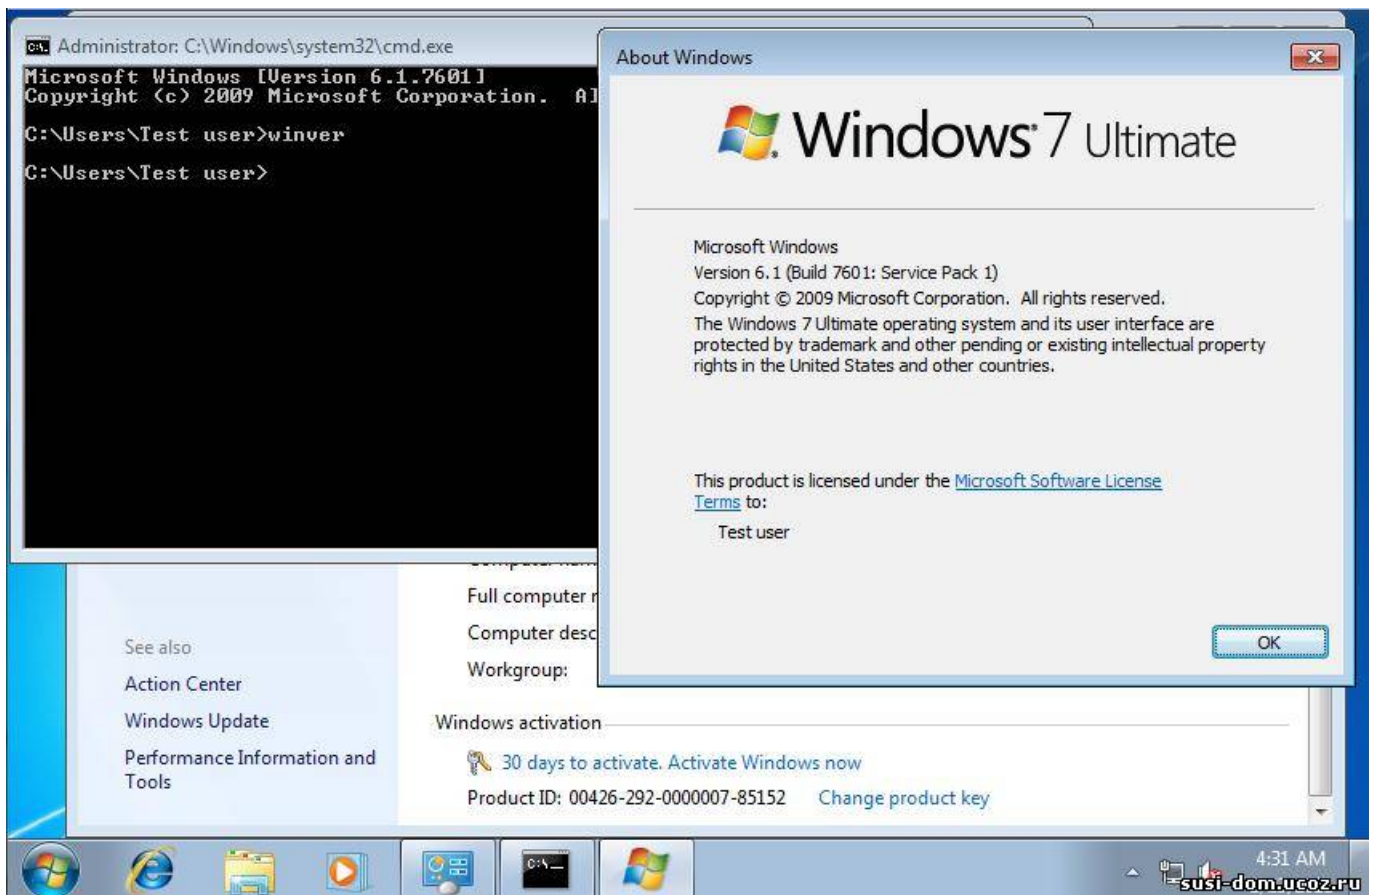 Administrator: C:\Windows\system32\cmd.exe
Microsoft Windows [Version 6.1.7601]
Copyright (c) 2009 Microsoft Corporation.
C:\Users\Test user>winver
C:\Users\Test user>
About Windows
Windows 7 Ultimate
Microsoft Windows
Version 6.1 (Build 7601: Service Pack 1)
Copyright © 2009 Microsoft Corporation. All rights reserved.
The Windows 7 Ultimate operating system and its user interface are
protected by trademark and other pending or existing intellectual property
rights in the United States and other countries.
This product is licensed under the Microsoft Software License
Terms to:
Test user
OK
Full computer
Computer
Workgroup:
See also
Action Center
Windows Update
Performance Information and
Tools
Windows activation
30 days to activate. Activate Windows now
Product ID: 00426-292-0000007-85152 Change product key
C:\_
4:31 AM
susi-dom.ucoz.ru